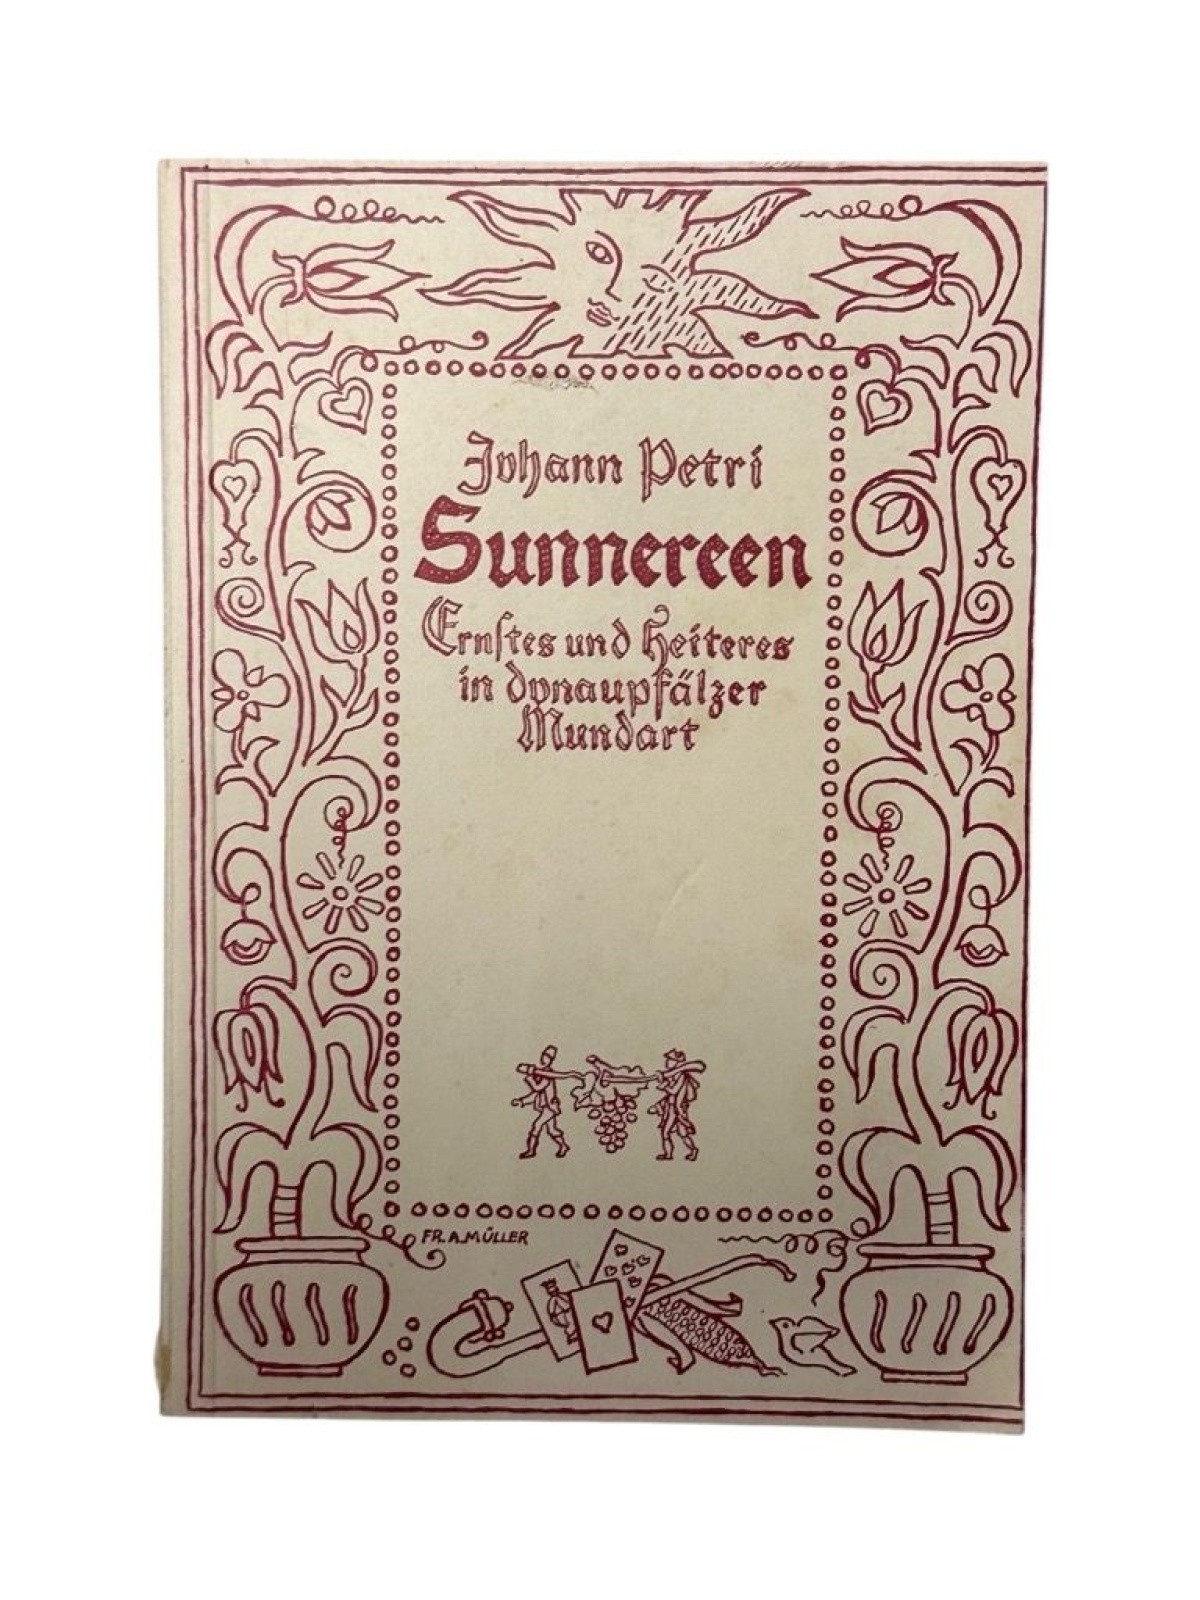 Johann Petri
Sunnereen
Ernstes und Heiteres
in donaupfälzer
Mundart
FR. A. MÜLLER